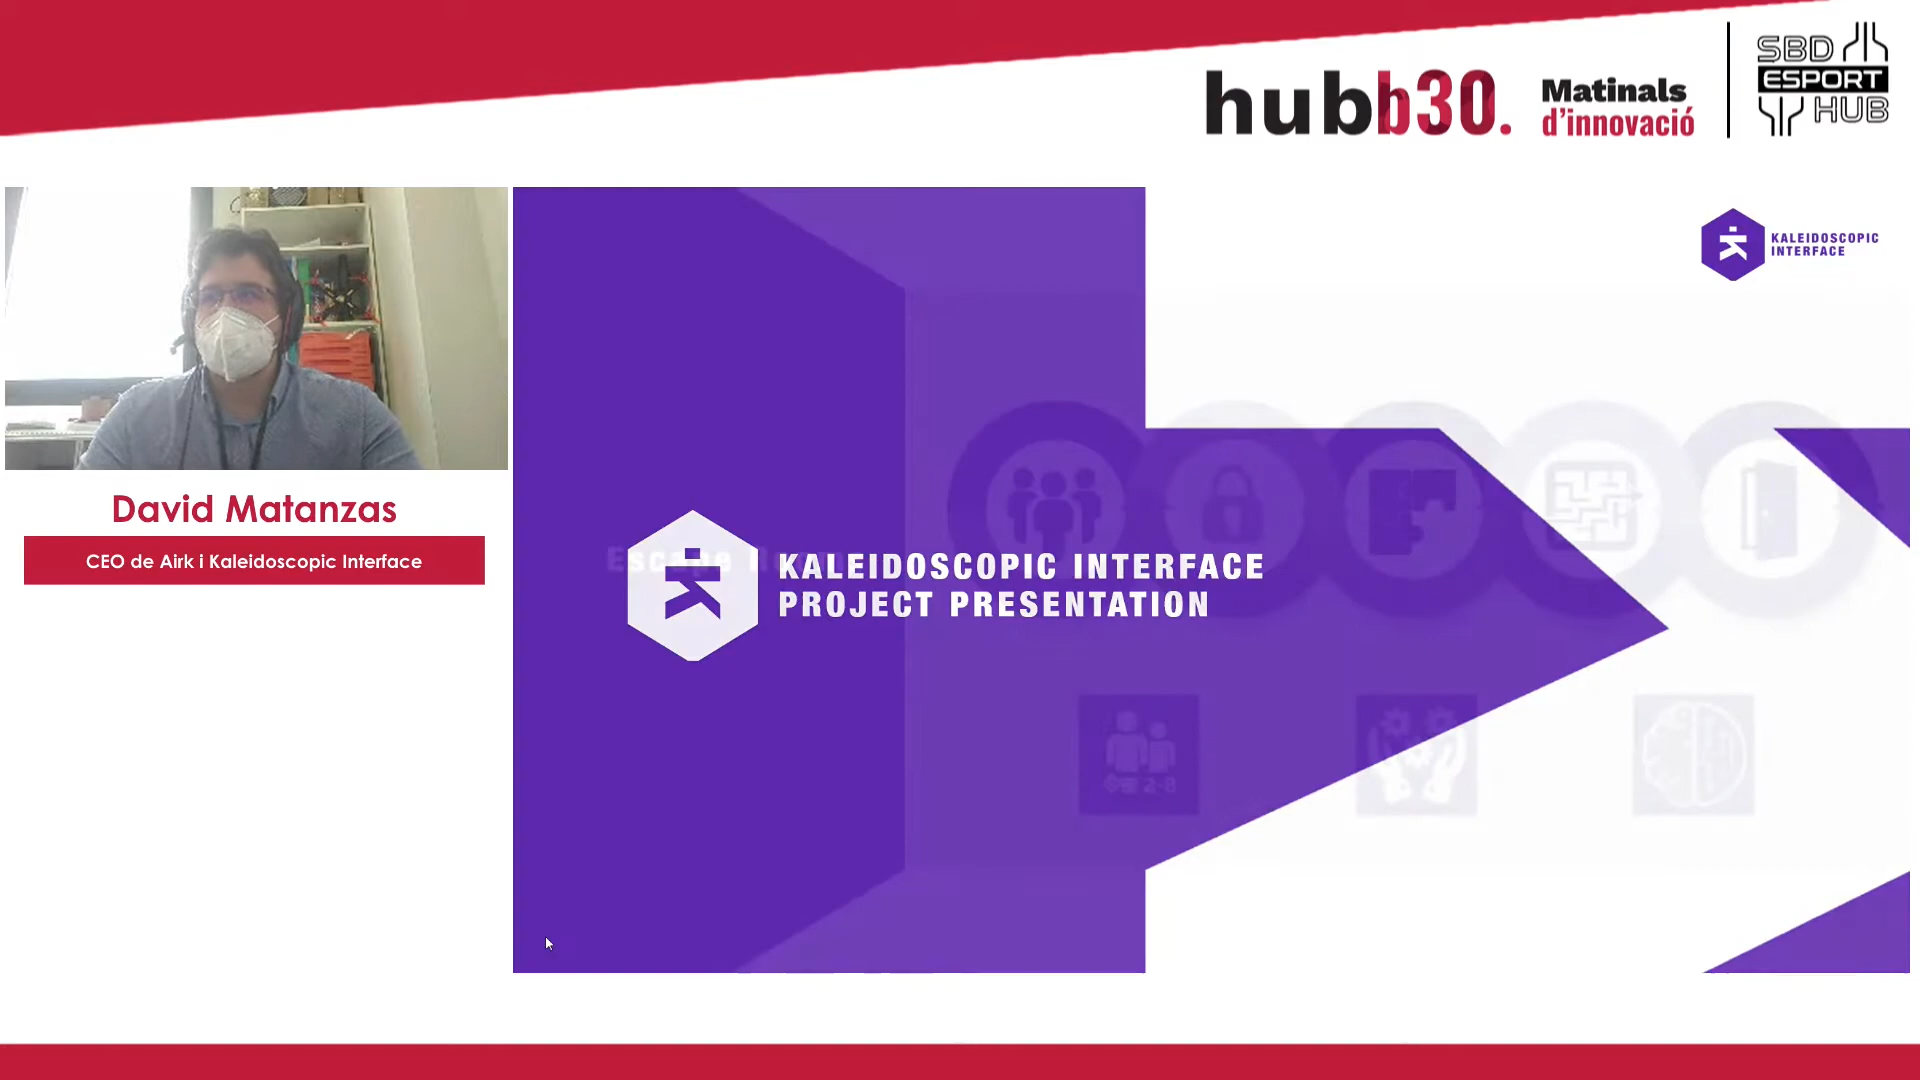 hubb30.
Matinals
d'innovació
SBD
ESPORT
HUB
KALEIDOSCOPIC
INTERFACE
David Matanzas
CEO de Airk i Kaleidoscopic Interface
KALEIDOSCOPIC INTERFACE
PROJECT PRESENTATION
Escape